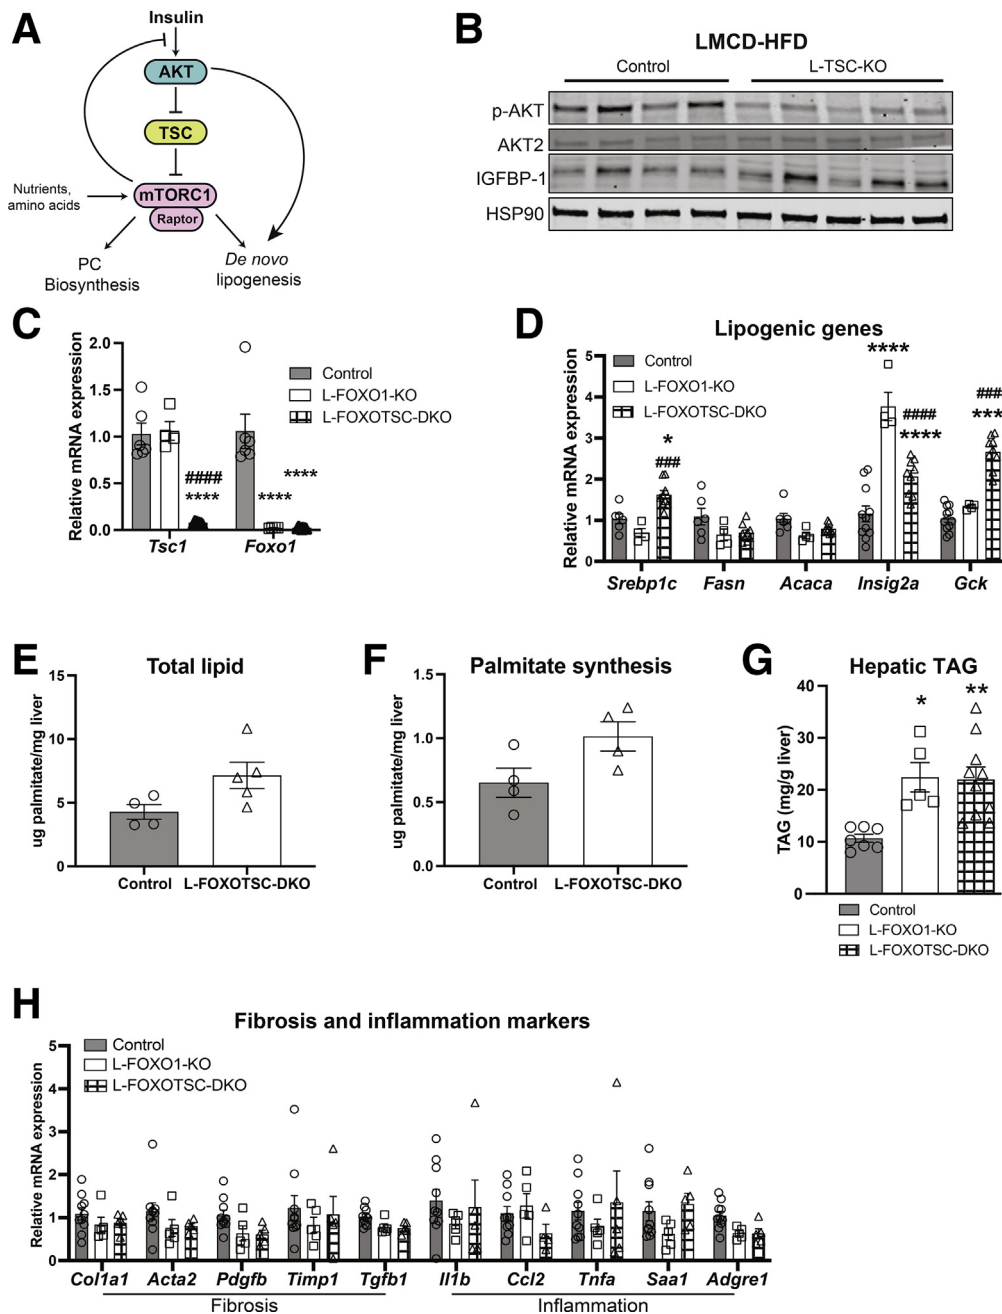 A
Insulin
AKT
TSC
Nutrients,
amino acids
mTORC1
Raptor
PC
Biosynthesis
De novo
lipogenesis
B
LMCD-HFD
Control
L-TSC-KO
p-AKT
AKT2
IGFBP-1
HSP90
C
Relative mRNA expression
2.0
1.5
1.0
0.5
0.0
Control
L-FOXO1-KO
L-FOXOTSC-DKO
####
****
****
****
Tsc1
Foxo1
D
Lipogenic genes
Relative mRNA expression
5
4
3
2
1
0
Control
L-FOXO1-KO
L-FOXOTSC-DKO
*
###
****
####
****
###
***
Srebp1c
Fasn
Acaca
Insig2a
Gck
E
Total lipid
ug palmitate/mg liver
15
10
5
0
Control
L-FOXOTSC-DKO
F
Palmitate synthesis
ug palmitate/mg liver
1.5
1.0
0.5
0.0
Control
L-FOXOTSC-DKO
G
Hepatic TAG
TAG (mg/g liver)
40
30
20
10
0
*
**
Control
L-FOXO1-KO
L-FOXOTSC-DKO
H
Fibrosis and inflammation markers
Relative mRNA expression
5
4
3
2
1
0
Control
L-FOXO1-KO
L-FOXOTSC-DKO
Col1a1
Acta2
Pdgfb
Timp1
Tgfb1
Il1b
Ccl2
Tnfa
Saa1
Adgre1
Fibrosis
Inflammation